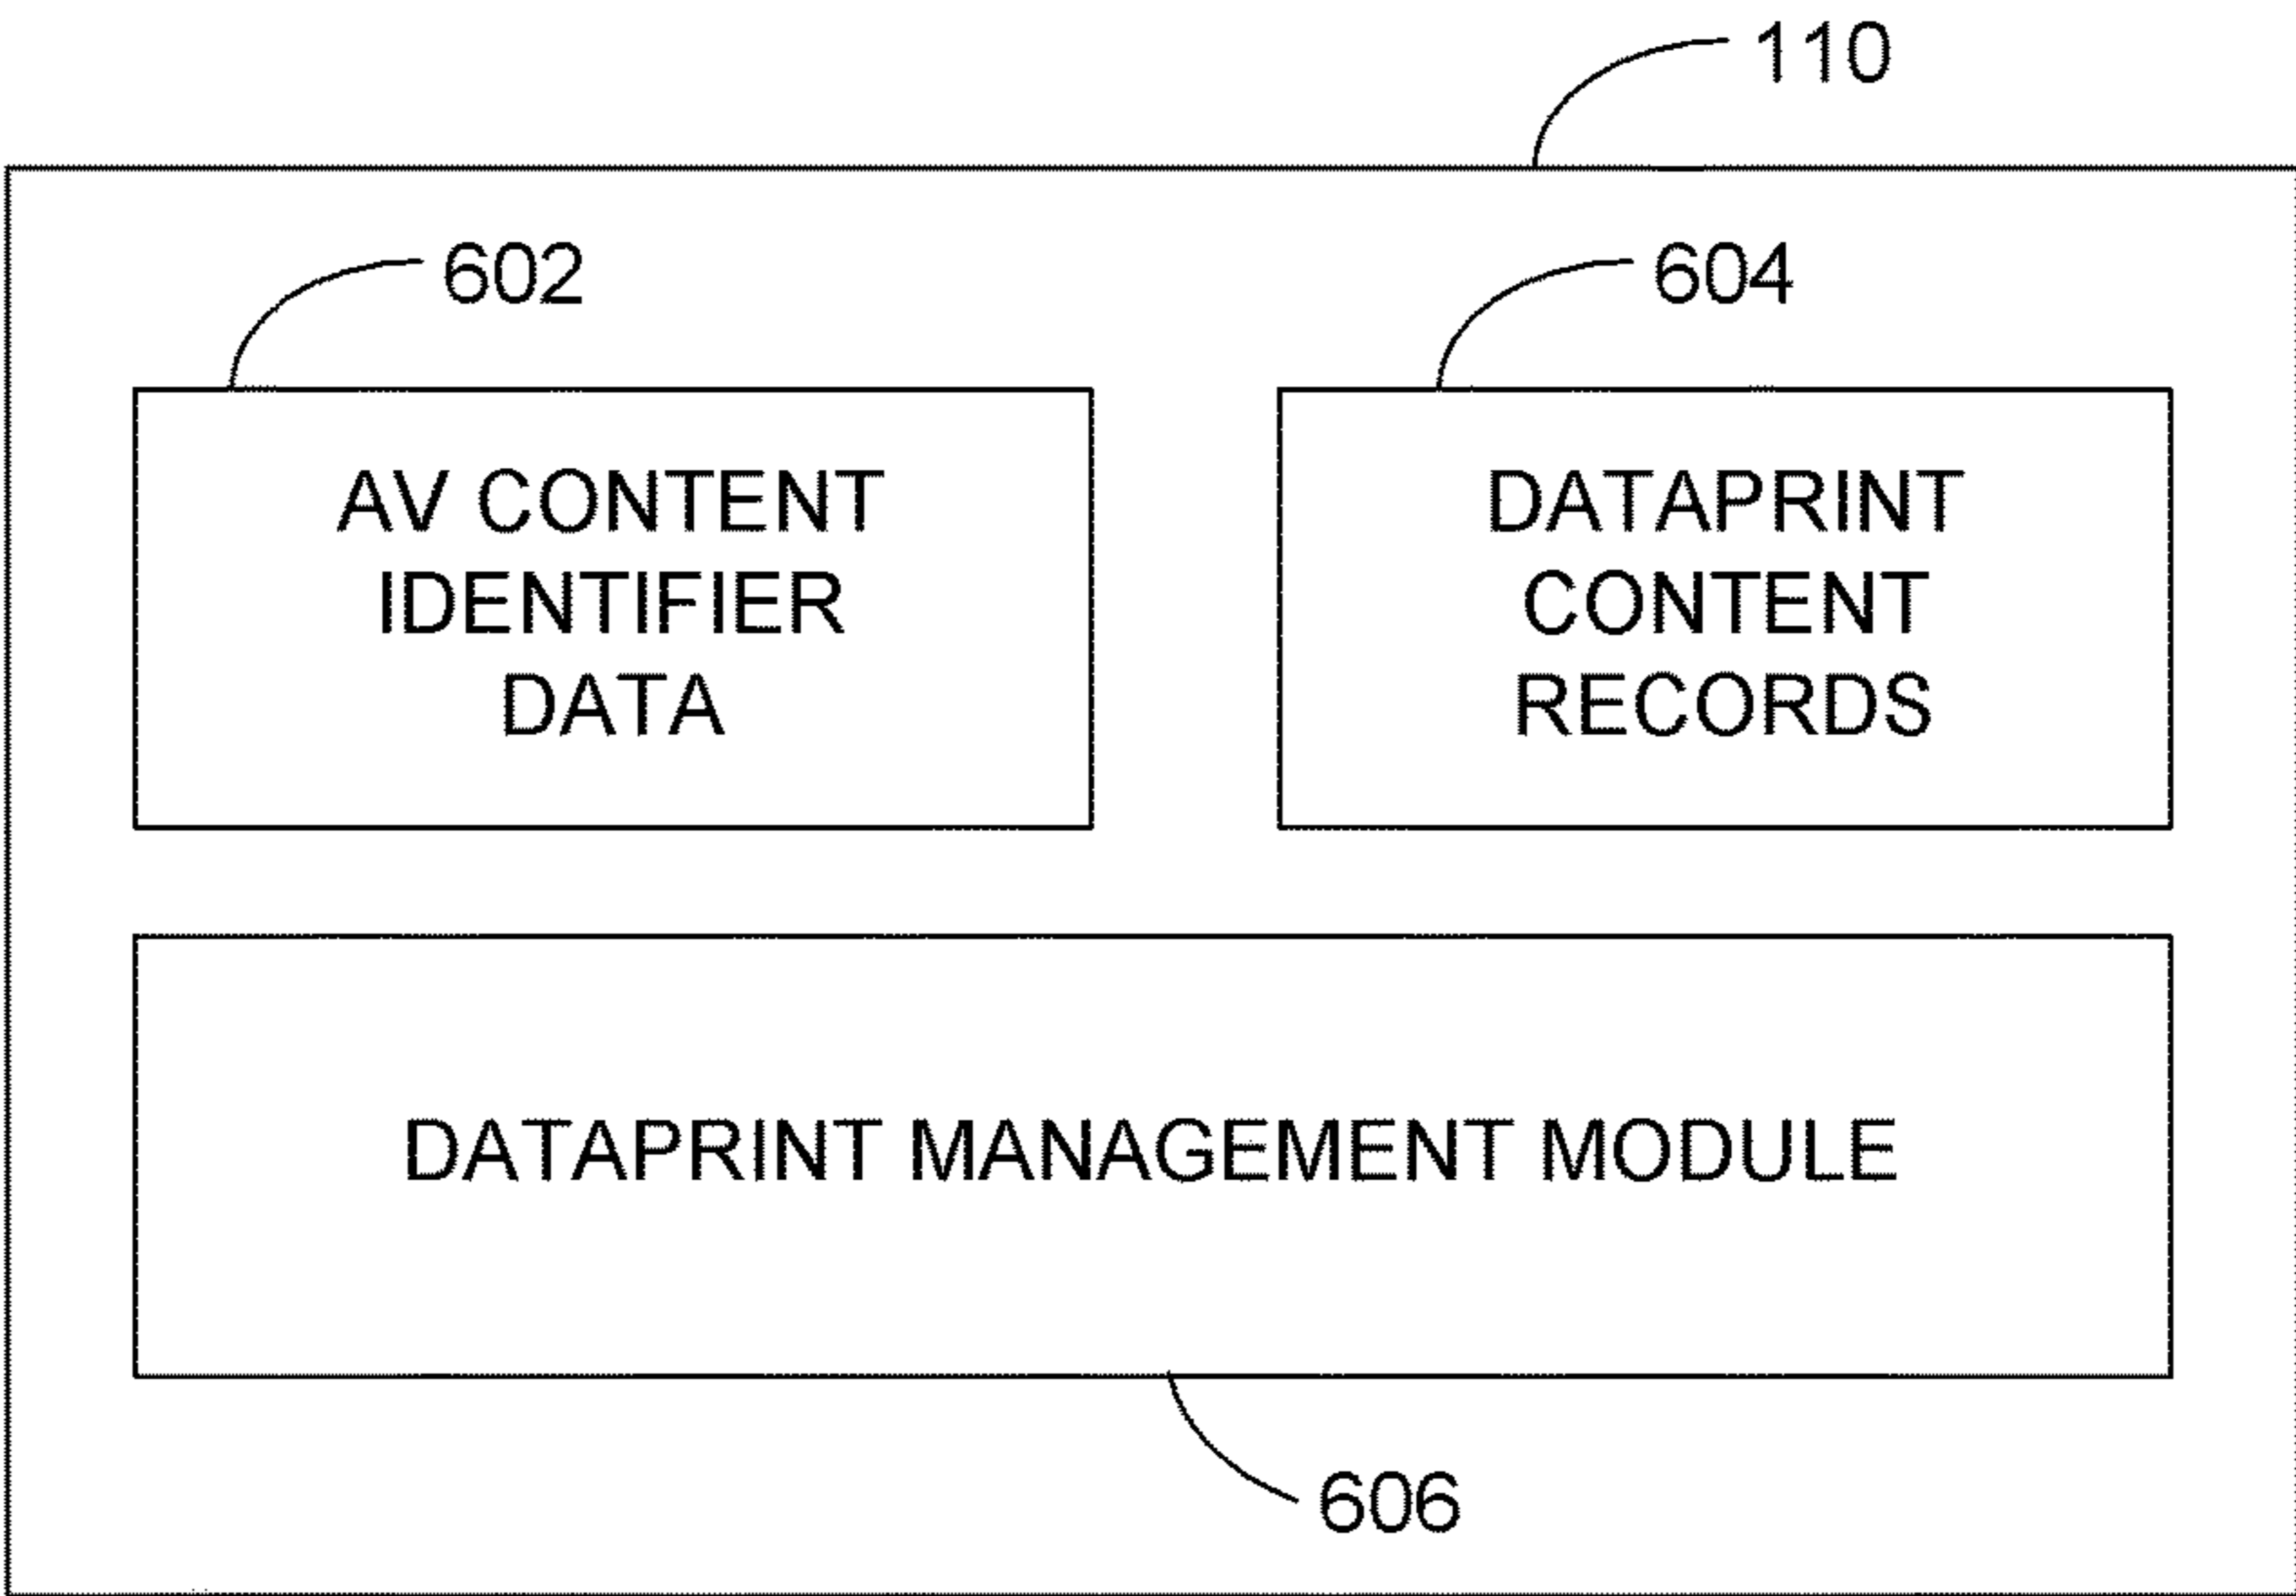 110
602
604
AV CONTENT
IDENTIFIER
DATA
DATAPRINT
CONTENT
RECORDS
DATAPRINT MANAGEMENT MODULE
606